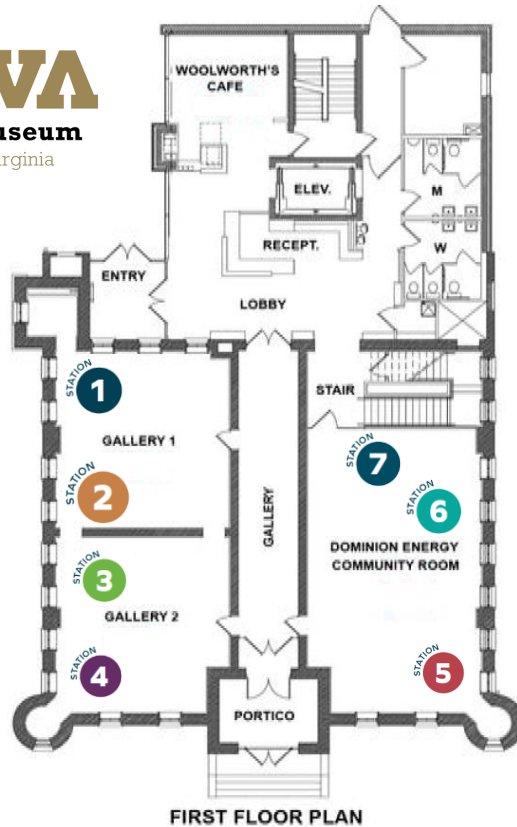 VA
useum
rginia
WOOLWORTH'S
CAFE
ELEV.
M
RECEPT.
W
ENTRY
LOBBY
STATION
1
STAIR
GALLERY 1
STATION
7
STATION
2
STATION
6
GALLERY
DOMINION ENERGY
COMMUNITY ROOM
STATION
3
GALLERY 2
STATION
4
STATION
5
PORTICO
FIRST FLOOR PLAN